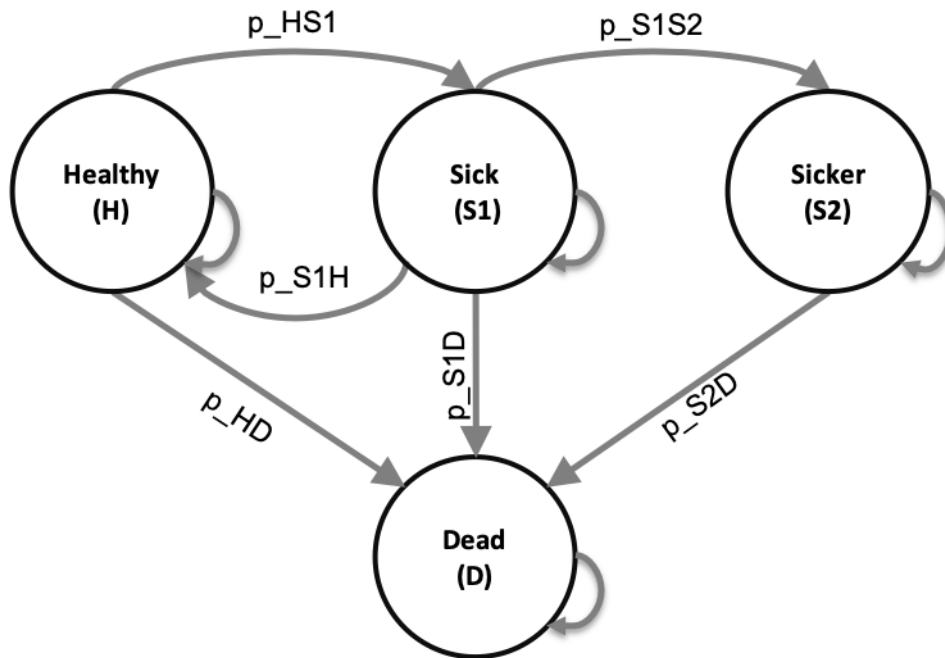 p_HS1
p_S1S2
Healthy
(H)
Sick
(S1)
Sicker
(S2)
p_S1H
p_HD
p_S1D
p_S2D
Dead
(D)